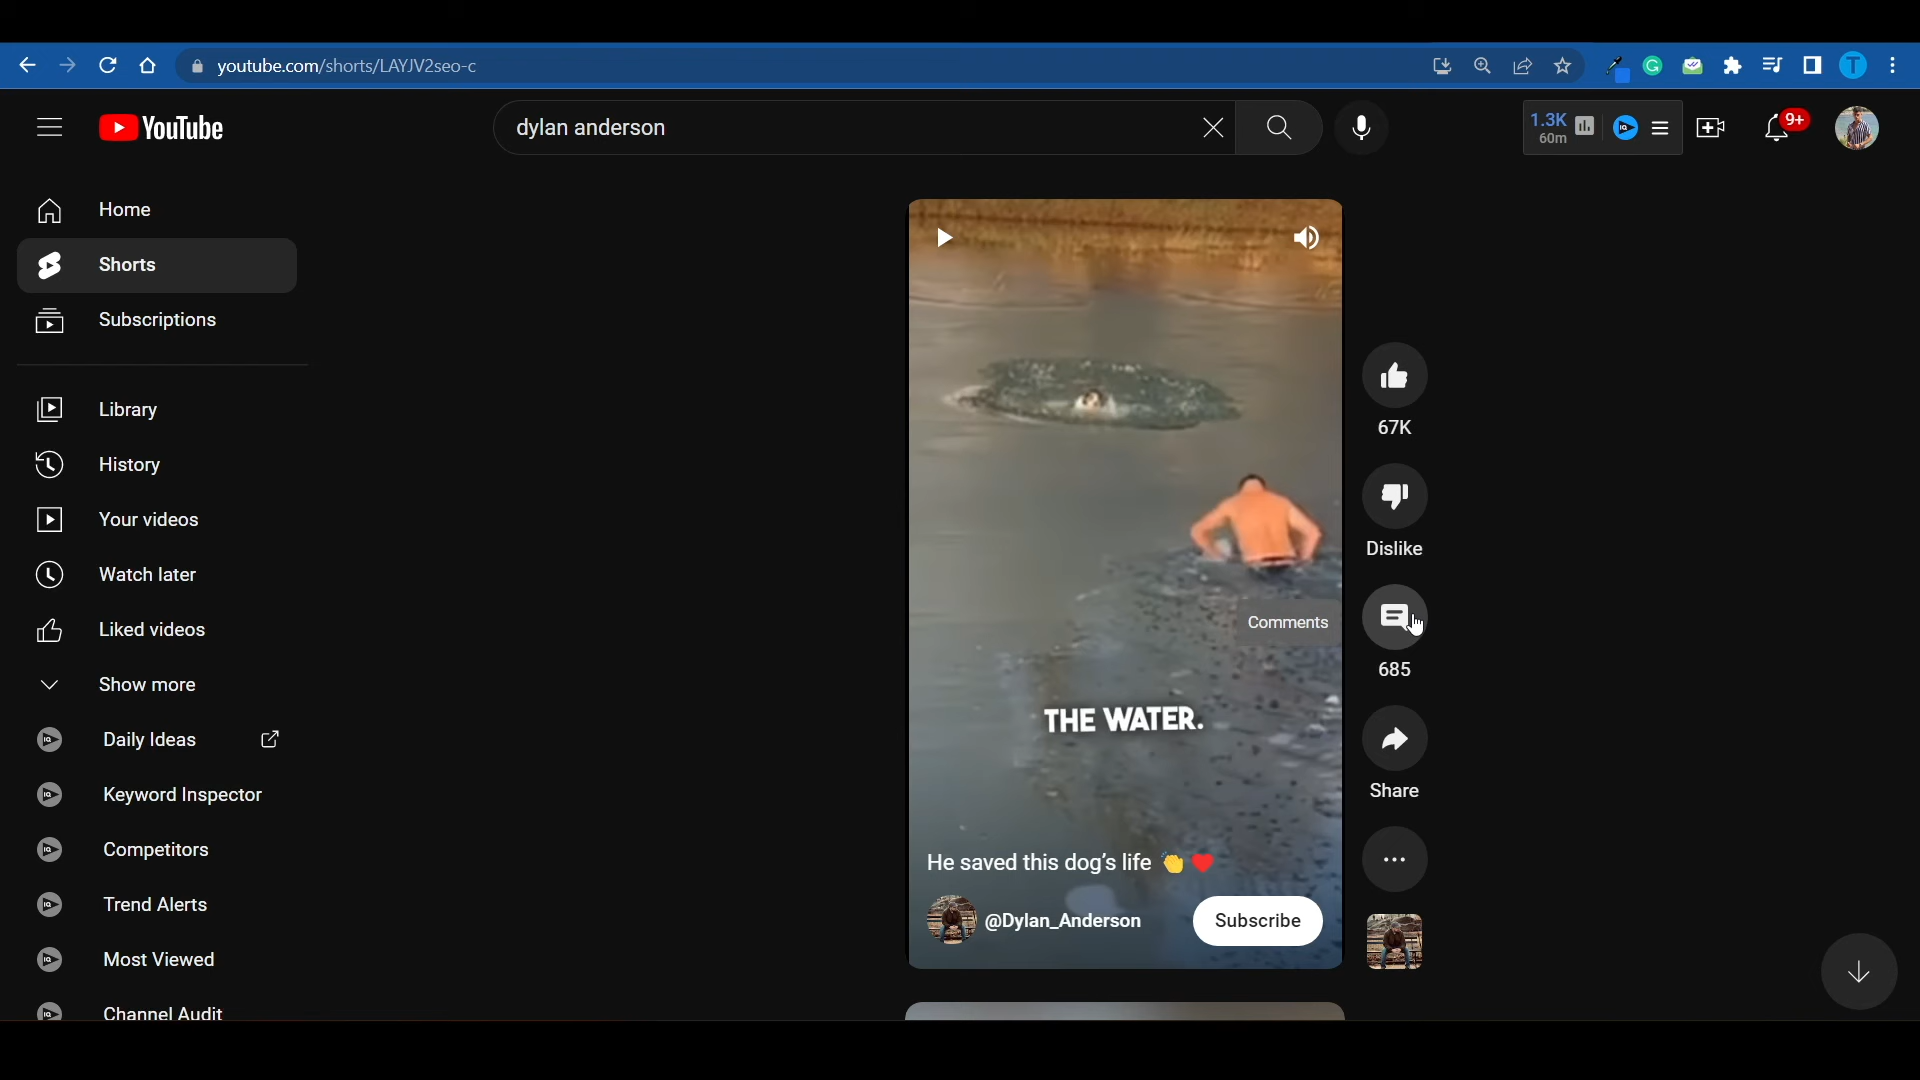 youtube.com/shorts/LAYJV2seo-c
T
YouTube
dylan anderson
1.3K
60m
9+
Home
Shorts
Subscriptions
Library
History
Your videos
Watch later
Liked videos
Show more
Daily Ideas
Keyword Inspector
Competitors
Trend Alerts
Most Viewed
Channel Audit
67K
Dislike
Comments
685
THE WATER.
Share
He saved this dog's life 👏❤️
@Dylan_Anderson
Subscribe